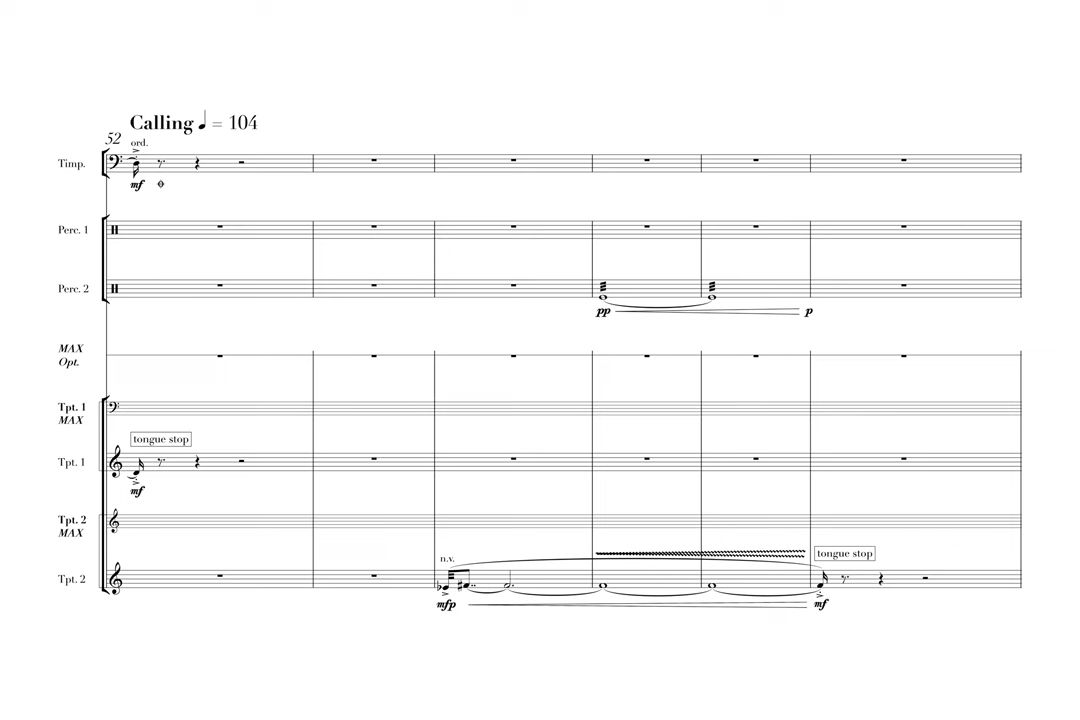 Calling ♩ = 104
52
ord.
Timp.
mf
Perc. 1
Perc. 2
pp p
MAX
Opt.
Tpt. 1
MAX
tongue stop
Tpt. 1
mf
Tpt. 2
MAX
n.v. tongue stop
Tpt. 2
mfp mf